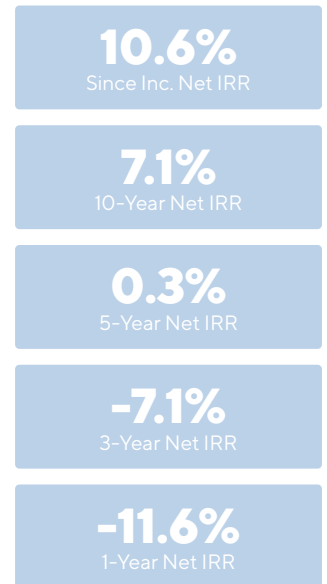 10.6%
Since Inc. Net IRR
7.1%
10-Year Net IRR
0.3%
5-Year Net IRR
-7.1%
3-Year Net IRR
-11.6%
1-Year Net IRR